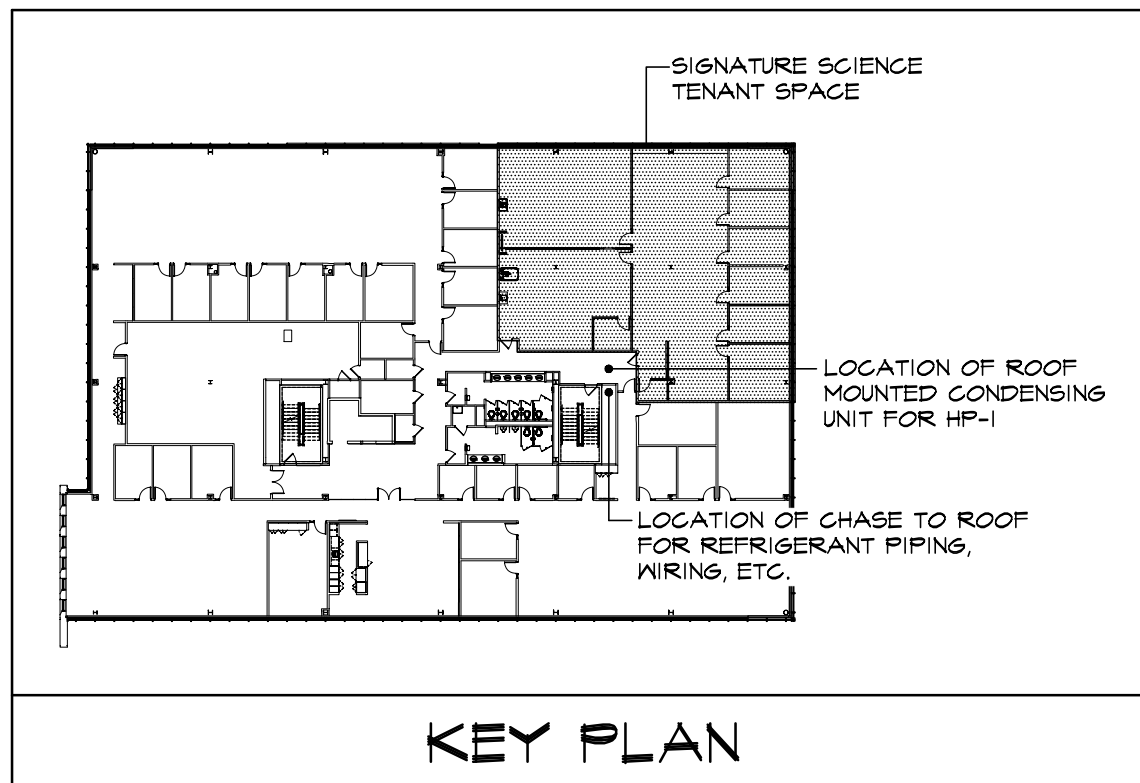 SIGNATURE SCIENCE
TENANT SPACE
LOCATION OF ROOF
MOUNTED CONDENSING
UNIT FOR HP-1
LOCATION OF CHASE TO ROOF
FOR REFRIGERANT PIPING,
WIRING, ETC.
KEY PLAN